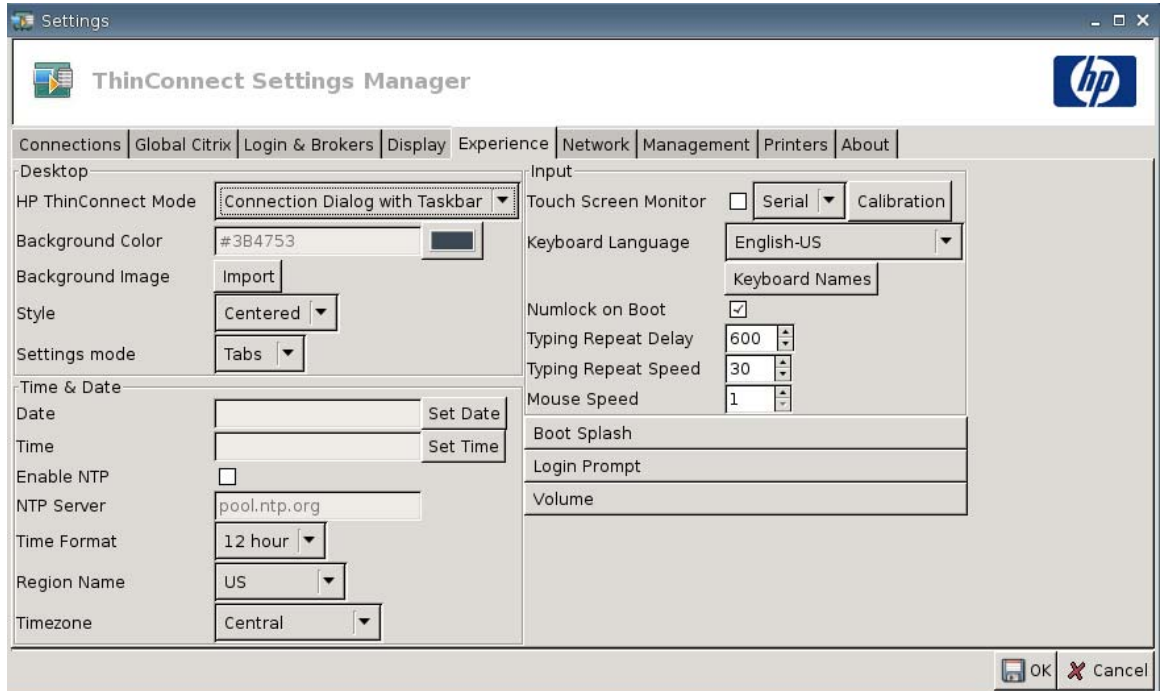 Settings
ThinConnect Settings Manager
hp
Connections Global Citrix Login & Brokers Display Experience Network Management Printers About
Desktop
HP ThinConnect Mode Connection Dialog with Taskbar
Background Color #3B4753
Background Image Import
Style Centered
Settings mode Tabs
Time & Date
Date Set Date
Time Set Time
Enable NTP
NTP Server pool.ntp.org
Time Format 12 hour
Region Name US
Timezone Central
Input
Touch Screen Monitor Serial Calibration
Keyboard Language English-US
Keyboard Names
Numlock on Boot
Typing Repeat Delay 600
Typing Repeat Speed 30
Mouse Speed 1
Boot Splash
Login Prompt
Volume
OK Cancel